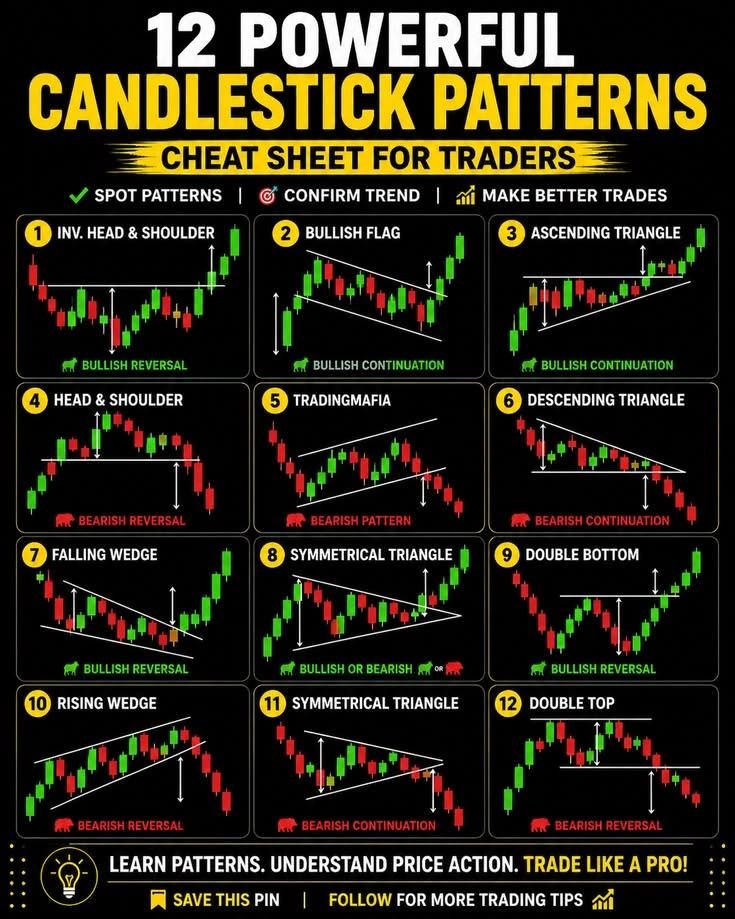 12 POWERFUL
CANDLESTICK PATTERNS
CHEAT SHEET FOR TRADERS
SPOT PATTERNS | CONFIRM TREND | MAKE BETTER TRADES
1 INV. HEAD & SHOULDER
BULLISH REVERSAL
2 BULLISH FLAG
BULLISH CONTINUATION
3 ASCENDING TRIANGLE
BULLISH CONTINUATION
4 HEAD & SHOULDER
BEARISH REVERSAL
5 TRADINGMAFIA
BEARISH PATTERN
6 DESCENDING TRIANGLE
BEARISH CONTINUATION
7 FALLING WEDGE
BULLISH REVERSAL
8 SYMMETRICAL TRIANGLE
BULLISH OR BEARISH OR
9 DOUBLE BOTTOM
BULLISH REVERSAL
10 RISING WEDGE
BEARISH REVERSAL
11 SYMMETRICAL TRIANGLE
BEARISH CONTINUATION
12 DOUBLE TOP
BEARISH REVERSAL
LEARN PATTERNS. UNDERSTAND PRICE ACTION. TRADE LIKE A PRO!
SAVE THIS PIN | FOLLOW FOR MORE TRADING TIPS